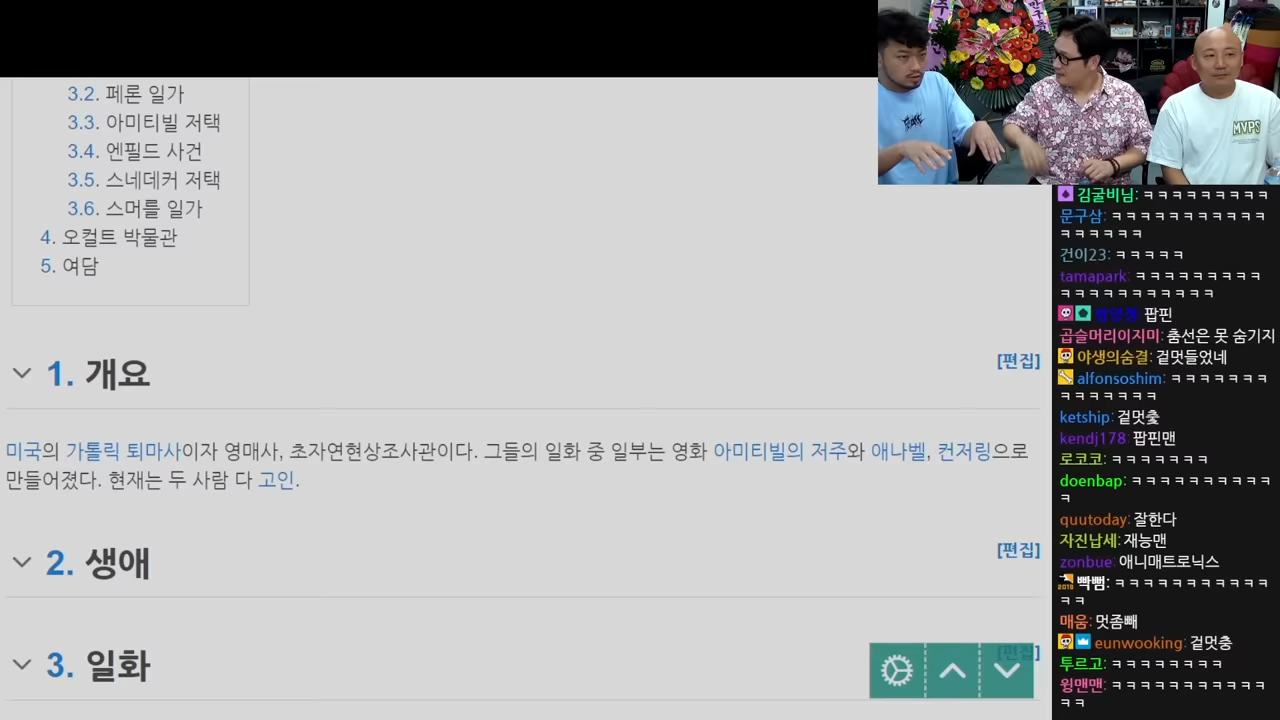 3.2. 페론 일가
3.3. 아미티빌 저택
3.4. 엔필드 사건
3.5. 스네데커 저택
3.6. 스머를 일가
4. 오컬트 박물관
5. 여담
1. 개요
[편집]
미국의 가톨릭 퇴마사이자 영매사, 초자연현상조사관이다. 그들의 일화 중 일부는 영화 아미티빌의 저주와 애나벨, 컨저링으로
만들어졌다. 현재는 두 사람 다 고인.
2. 생애
[편집]
3. 일화
[편집]
MVPS
김굴비님: ㅋㅋㅋㅋㅋㅋㅋㅋㅋ
문구삼: ㅋㅋㅋㅋㅋㅋㅋㅋㅋㅋㅋ
ㅋㅋㅋㅋㅋㅋ
건이23: ㅋㅋㅋㅋㅋ
tamapark: ㅋㅋㅋㅋㅋㅋㅋㅋㅋ
ㅋㅋㅋㅋㅋㅋㅋㅋㅋㅋㅋ
팝핀
곱슬머리이지미: 춤선은 못 숨기지
야생의숨결: 겉멋들었네
alfonsoshim: ㅋㅋㅋㅋㅋㅋㅋ
ㅋㅋㅋㅋㅋㅋㅋ
ketship: 겉멋춫
kendj178: 팝핀맨
로코코: ㅋㅋㅋㅋㅋㅋㅋ
doenbap: ㅋㅋㅋㅋㅋㅋㅋㅋㅋㅋ
ㅋ
quutoday: 잘한다
자진납세: 재능맨
zonbue: 애니매트로닉스
빡뻠: ㅋㅋㅋㅋㅋㅋㅋㅋㅋㅋㅋ
ㅋㅋ
매움: 멋좀빼
eunwooking: 겉멋충
투르고: ㅋㅋㅋㅋㅋㅋㅋㅋ
윙맨맨: ㅋㅋㅋㅋㅋㅋㅋㅋㅋㅋㅋ
ㅋㅋ